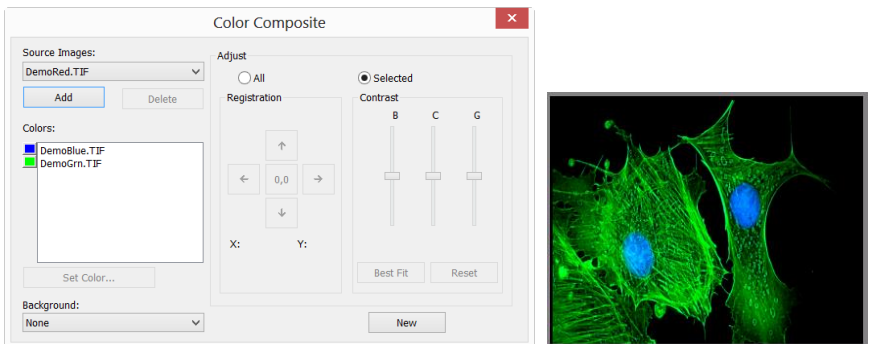 Color Composite
Source Images:
DemoRed.TIF
Add
Delete
Colors:
DemoBlue.TIF
DemoGrn.TIF
Set Color...
Background:
None
Adjust
All
Selected
Registration
0,0
X:
Y:
Contrast
B
C
G
Best Fit
Reset
New